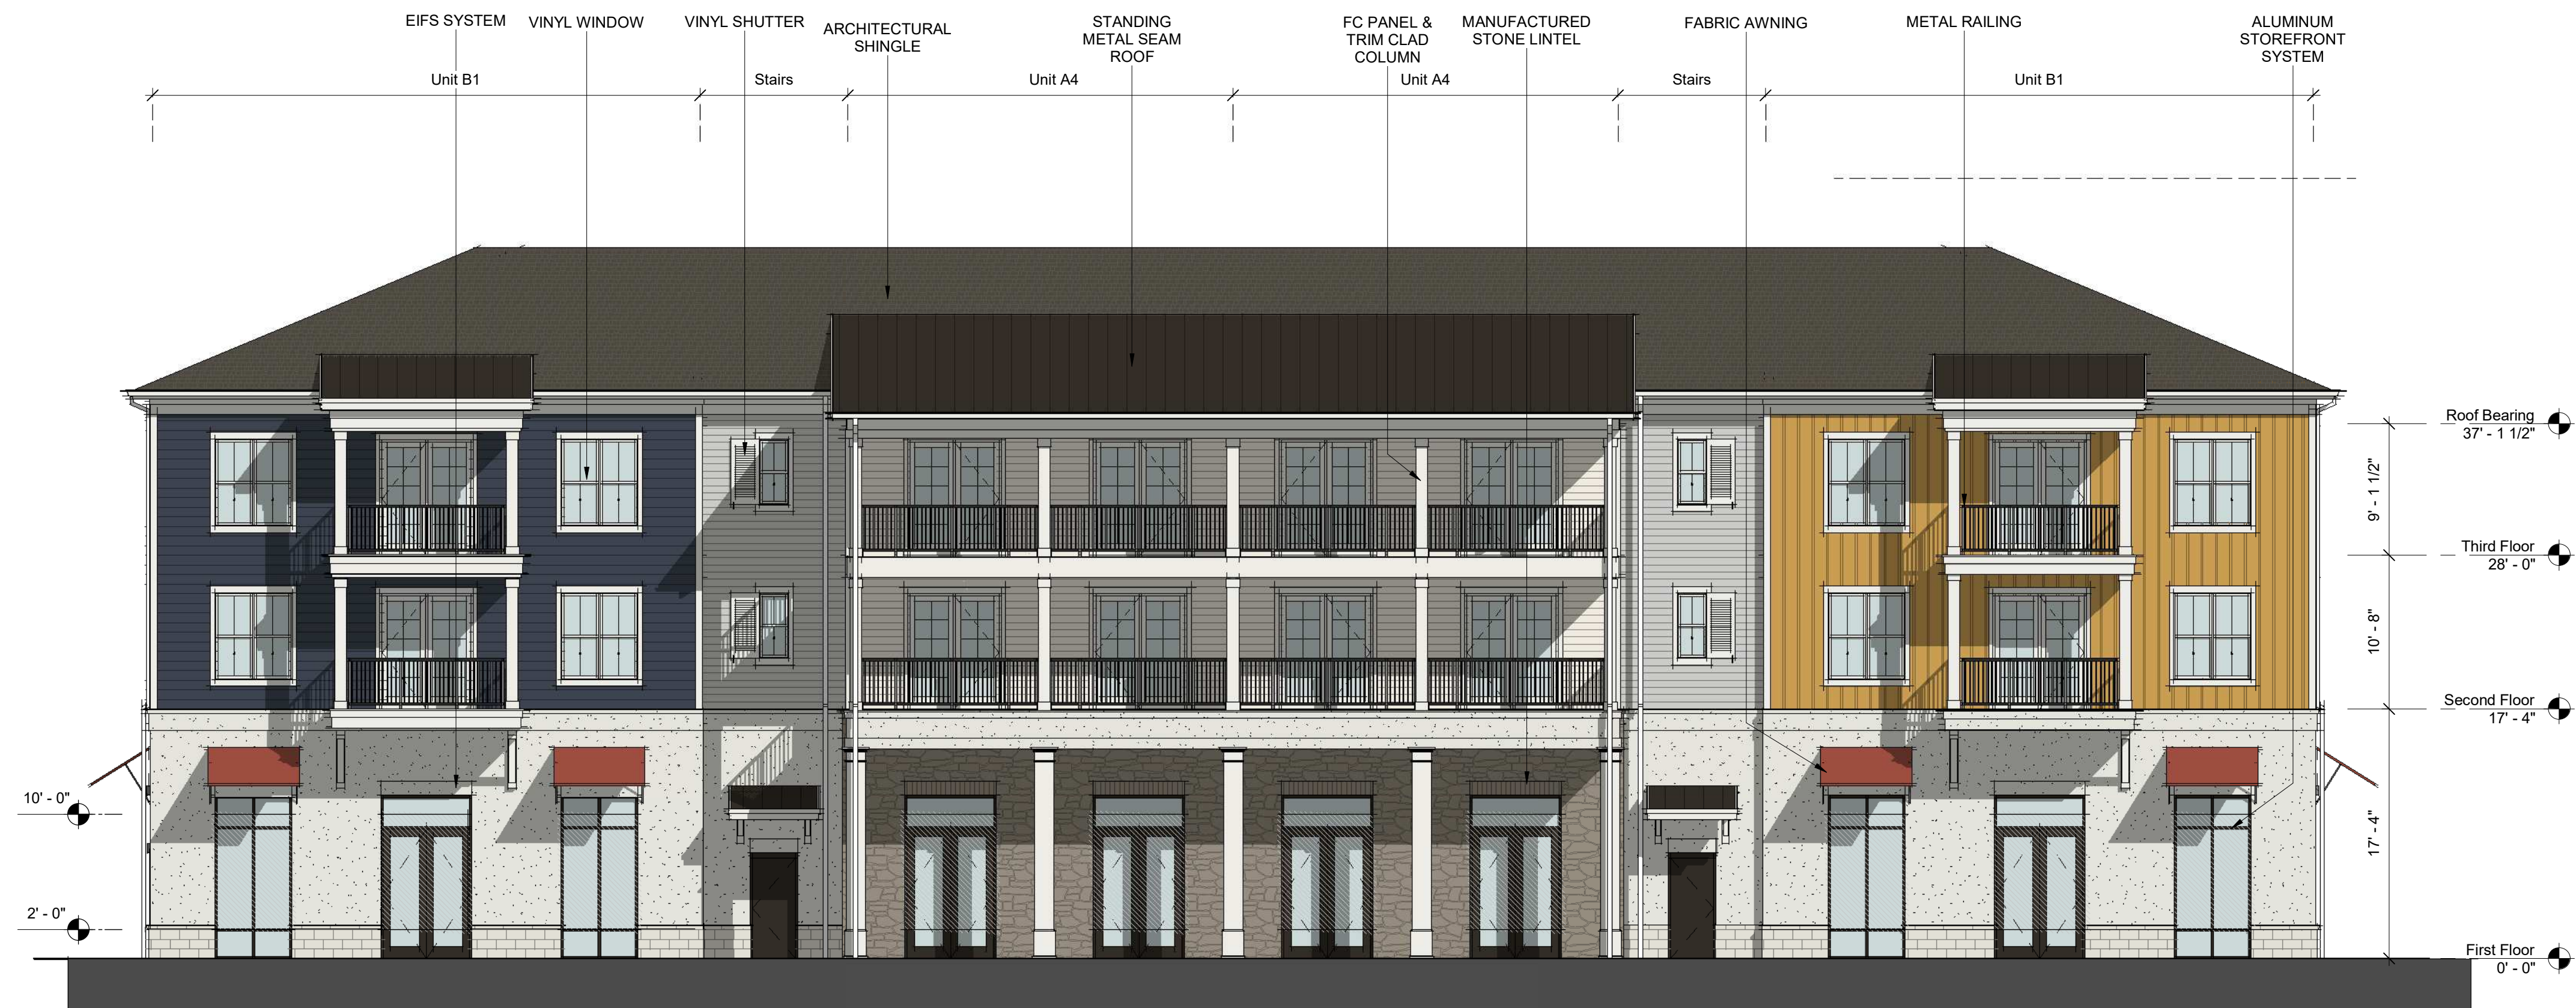 EIFS SYSTEM
VINYL WINDOW
VINYL SHUTTER
ARCHITECTURAL
SHINGLE
STANDING
METAL SEAM
ROOF
FC PANEL &
TRIM CLAD
COLUMN
MANUFACTURED
STONE LINTEL
FABRIC AWNING
METAL RAILING
ALUMINUM
STOREFRONT
SYSTEM
Unit B1
Stairs
Unit A4
Unit A4
Stairs
Unit B1
Roof Bearing
37' - 1 1/2"
9' - 1 1/2"
Third Floor
28' - 0"
10' - 8"
Second Floor
17' - 4"
17' - 4"
First Floor
0' - 0"
10' - 0"
2' - 0"